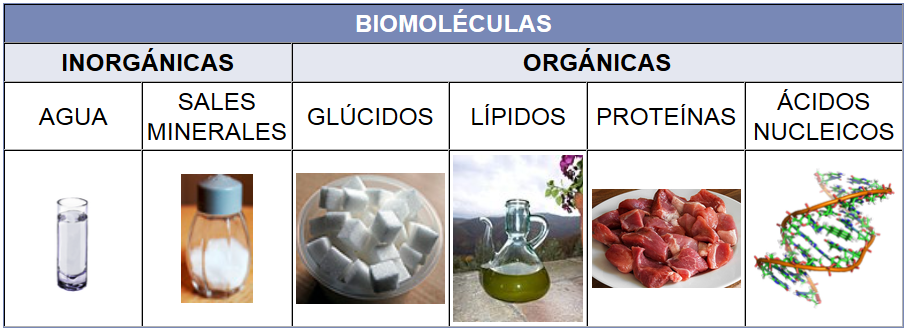 BIOMOLÉCULAS
INORGÁNICAS
ORGÁNICAS
AGUA
SALES
MINERALES
GLÚCIDOS
LÍPIDOS
PROTEÍNAS
ÁCIDOS
NUCLEICOS